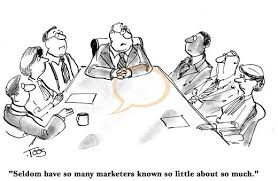 "Seldom have so many marketers known so little about so much."